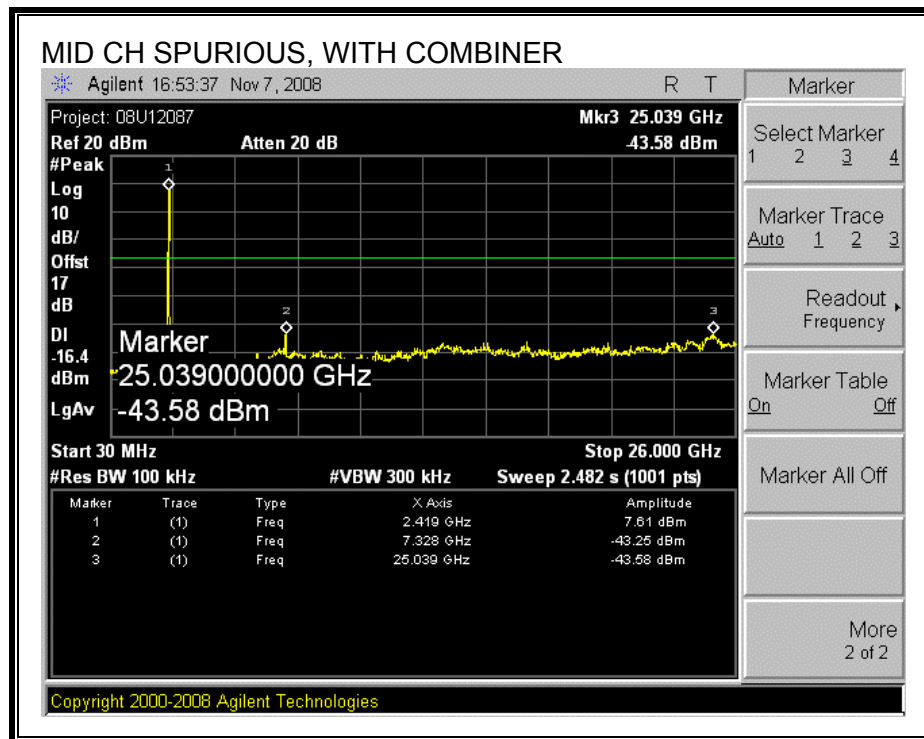 MID CH SPURIOUS, WITH COMBINER
Agilent 16:53:37 Nov 7, 2008 R T
Project: 08U12087 Mkr3 25.039 GHz
Ref 20 dBm Atten 20 dB -43.58 dBm
#Peak
Log
10
dB/
Offst
17
dB
DI
-16.4
dBm
LgAv
1
2
3
Marker
25.039000000 GHz
-43.58 dBm
Start 30 MHz Stop 26.000 GHz
#Res BW 100 kHz #VBW 300 kHz Sweep 2.482 s (1001 pts)
Marker Trace Type X Axis Amplitude
1 (1) Freq 2.419 GHz 7.61 dBm
2 (1) Freq 7.328 GHz -43.25 dBm
3 (1) Freq 25.039 GHz -43.58 dBm
Copyright 2000-2008 Agilent Technologies
Marker
Select Marker
1 2 3 4
Marker Trace
Auto 1 2 3
Readout
Frequency
Marker Table
On Off
Marker All Off
More
2 of 2